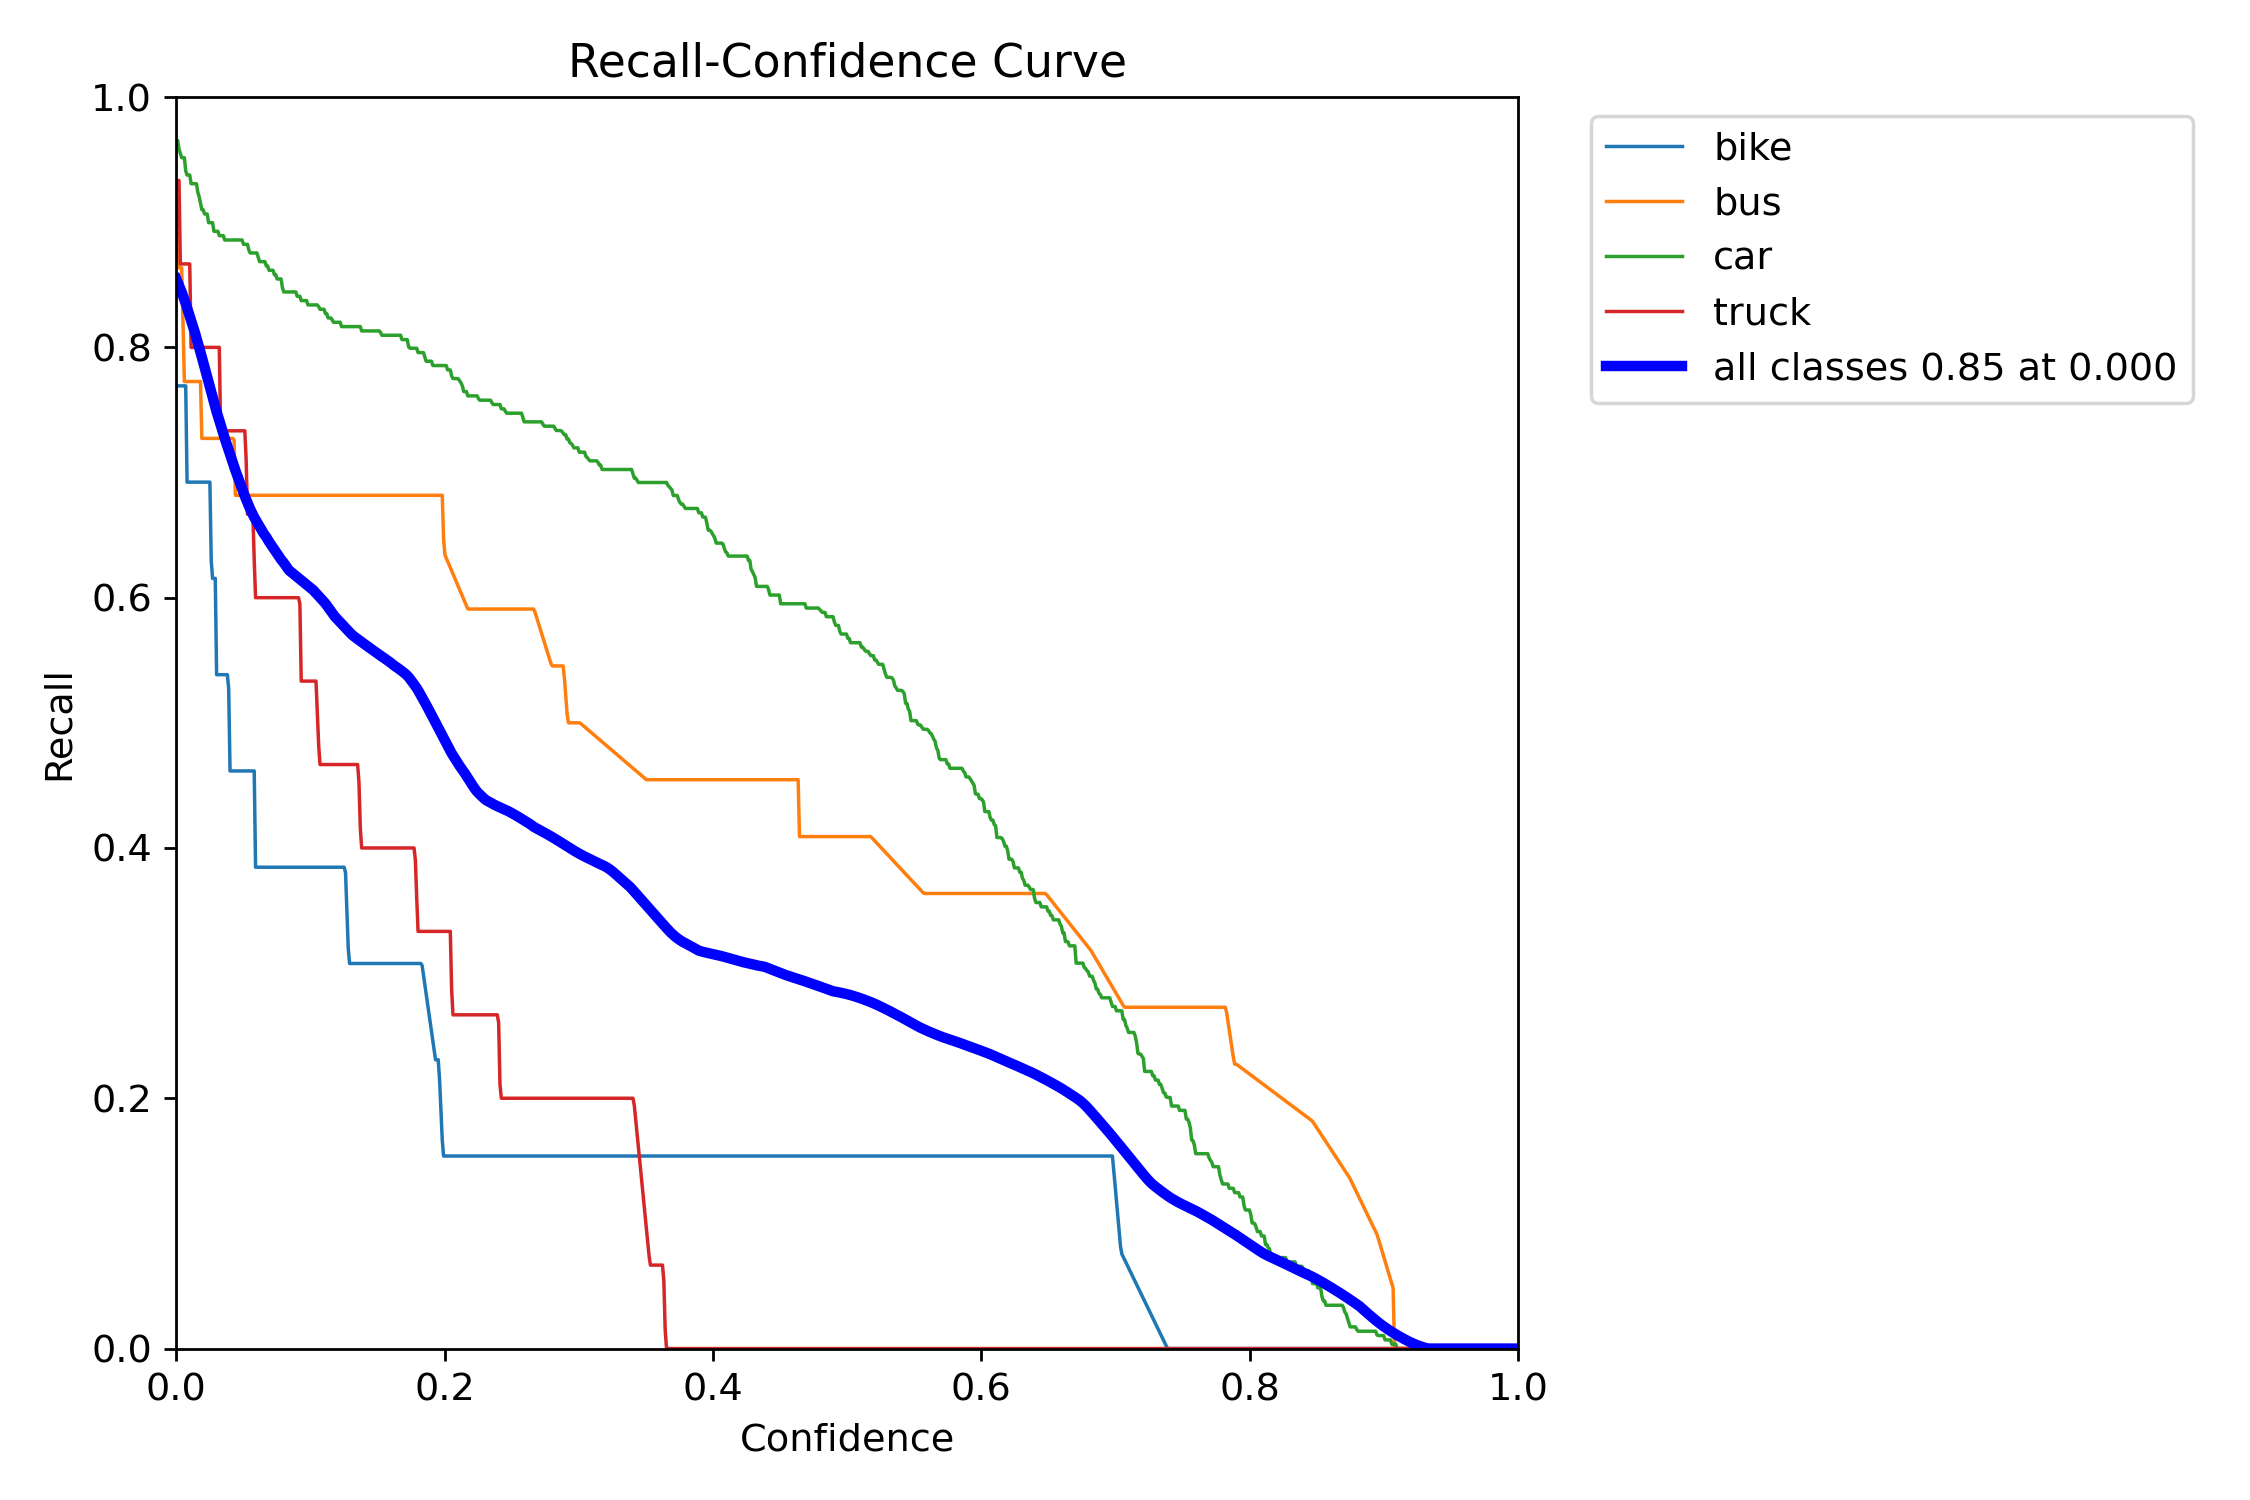 Recall-Confidence Curve
1.0
0.8
0.6
0.4
0.2
0.0
Recall
0.0 0.2 0.4 0.6 0.8 1.0
Confidence
bike
bus
car
truck
all classes 0.85 at 0.000